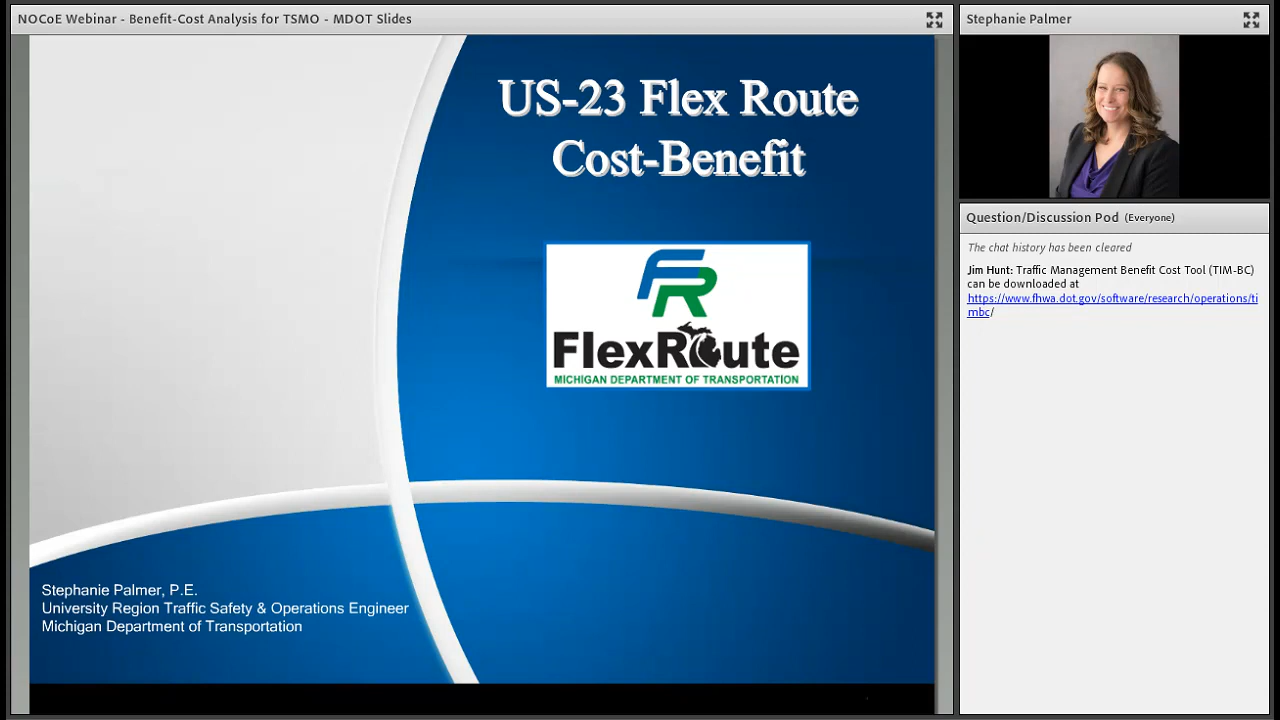 NOCoE Webinar - Benefit-Cost Analysis for TSMO - MDOT Slides
US-23 Flex Route
Cost-Benefit
FR
FlexRoute
MICHIGAN DEPARTMENT OF TRANSPORTATION
Stephanie Palmer, P.E.
University Region Traffic Safety & Operations Engineer
Michigan Department of Transportation
Stephanie Palmer
Question/Discussion Pod (Everyone)
The chat history has been cleared
Jim Hunt: Traffic Management Benefit Cost Tool (TIM-BC)
can be downloaded at
https://www.fhwa.dot.gov/software/research/operations/ti
mbc/